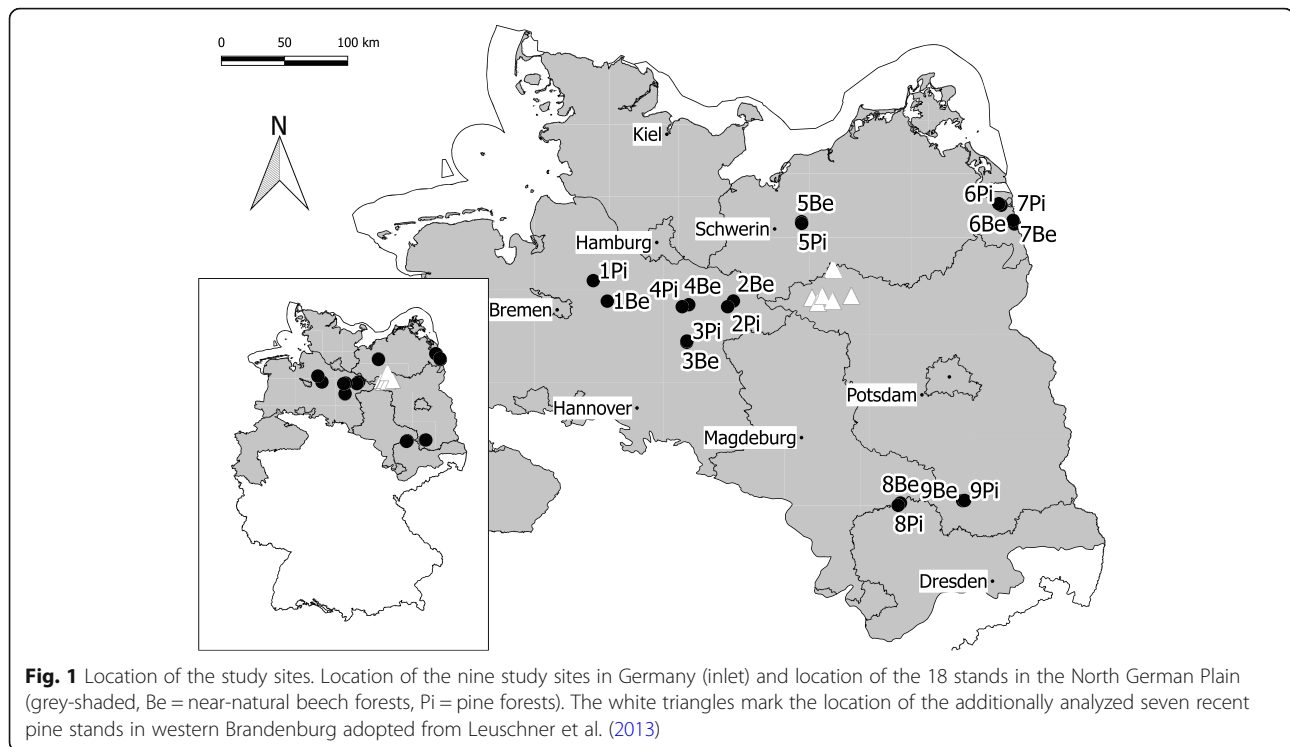 0 50 100 km
N
Kiel
6Pi
7Pi
5Be
Schwerin
6Be
7Be
Hamburg
5Pi
1Pi
4Pi 4Be 2Be
Bremen
1Be
3Pi 2Pi
3Be
Potsdam
Hannover
Magdeburg
8Be 9Be 9Pi
8Pi
Dresden
Fig. 1 Location of the study sites. Location of the nine study sites in Germany (inlet) and location of the 18 stands in the North German Plain
(grey-shaded, Be = near-natural beech forests, Pi = pine forests). The white triangles mark the location of the additionally analyzed seven recent
pine stands in western Brandenburg adopted from Leuschner et al. (2013)